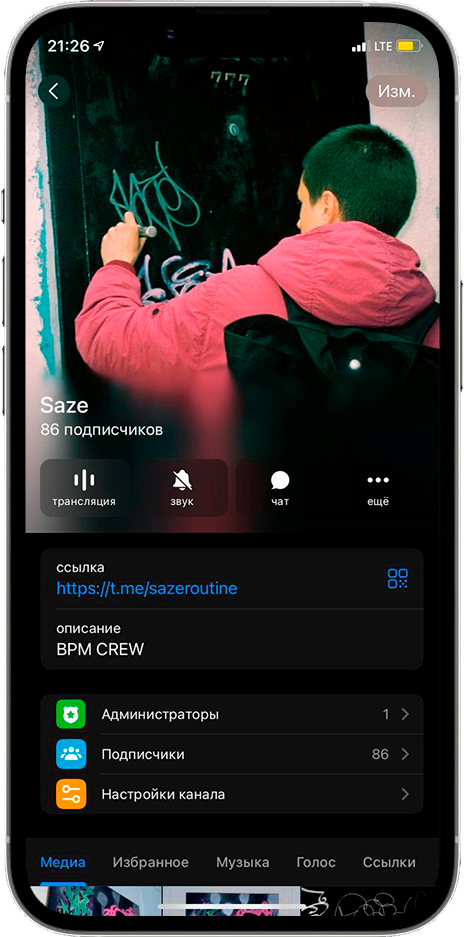 21:26
LTE
Изм.
777
Saze
86 подписчиков
трансляция
звук
чат
ещё
ссылка
https://t.me/sazeroutine
описание
BPM CREW
Администраторы
1
Подписчики
86
Настройки канала
Медиа
Избранное
Музыка
Голос
Ссылки